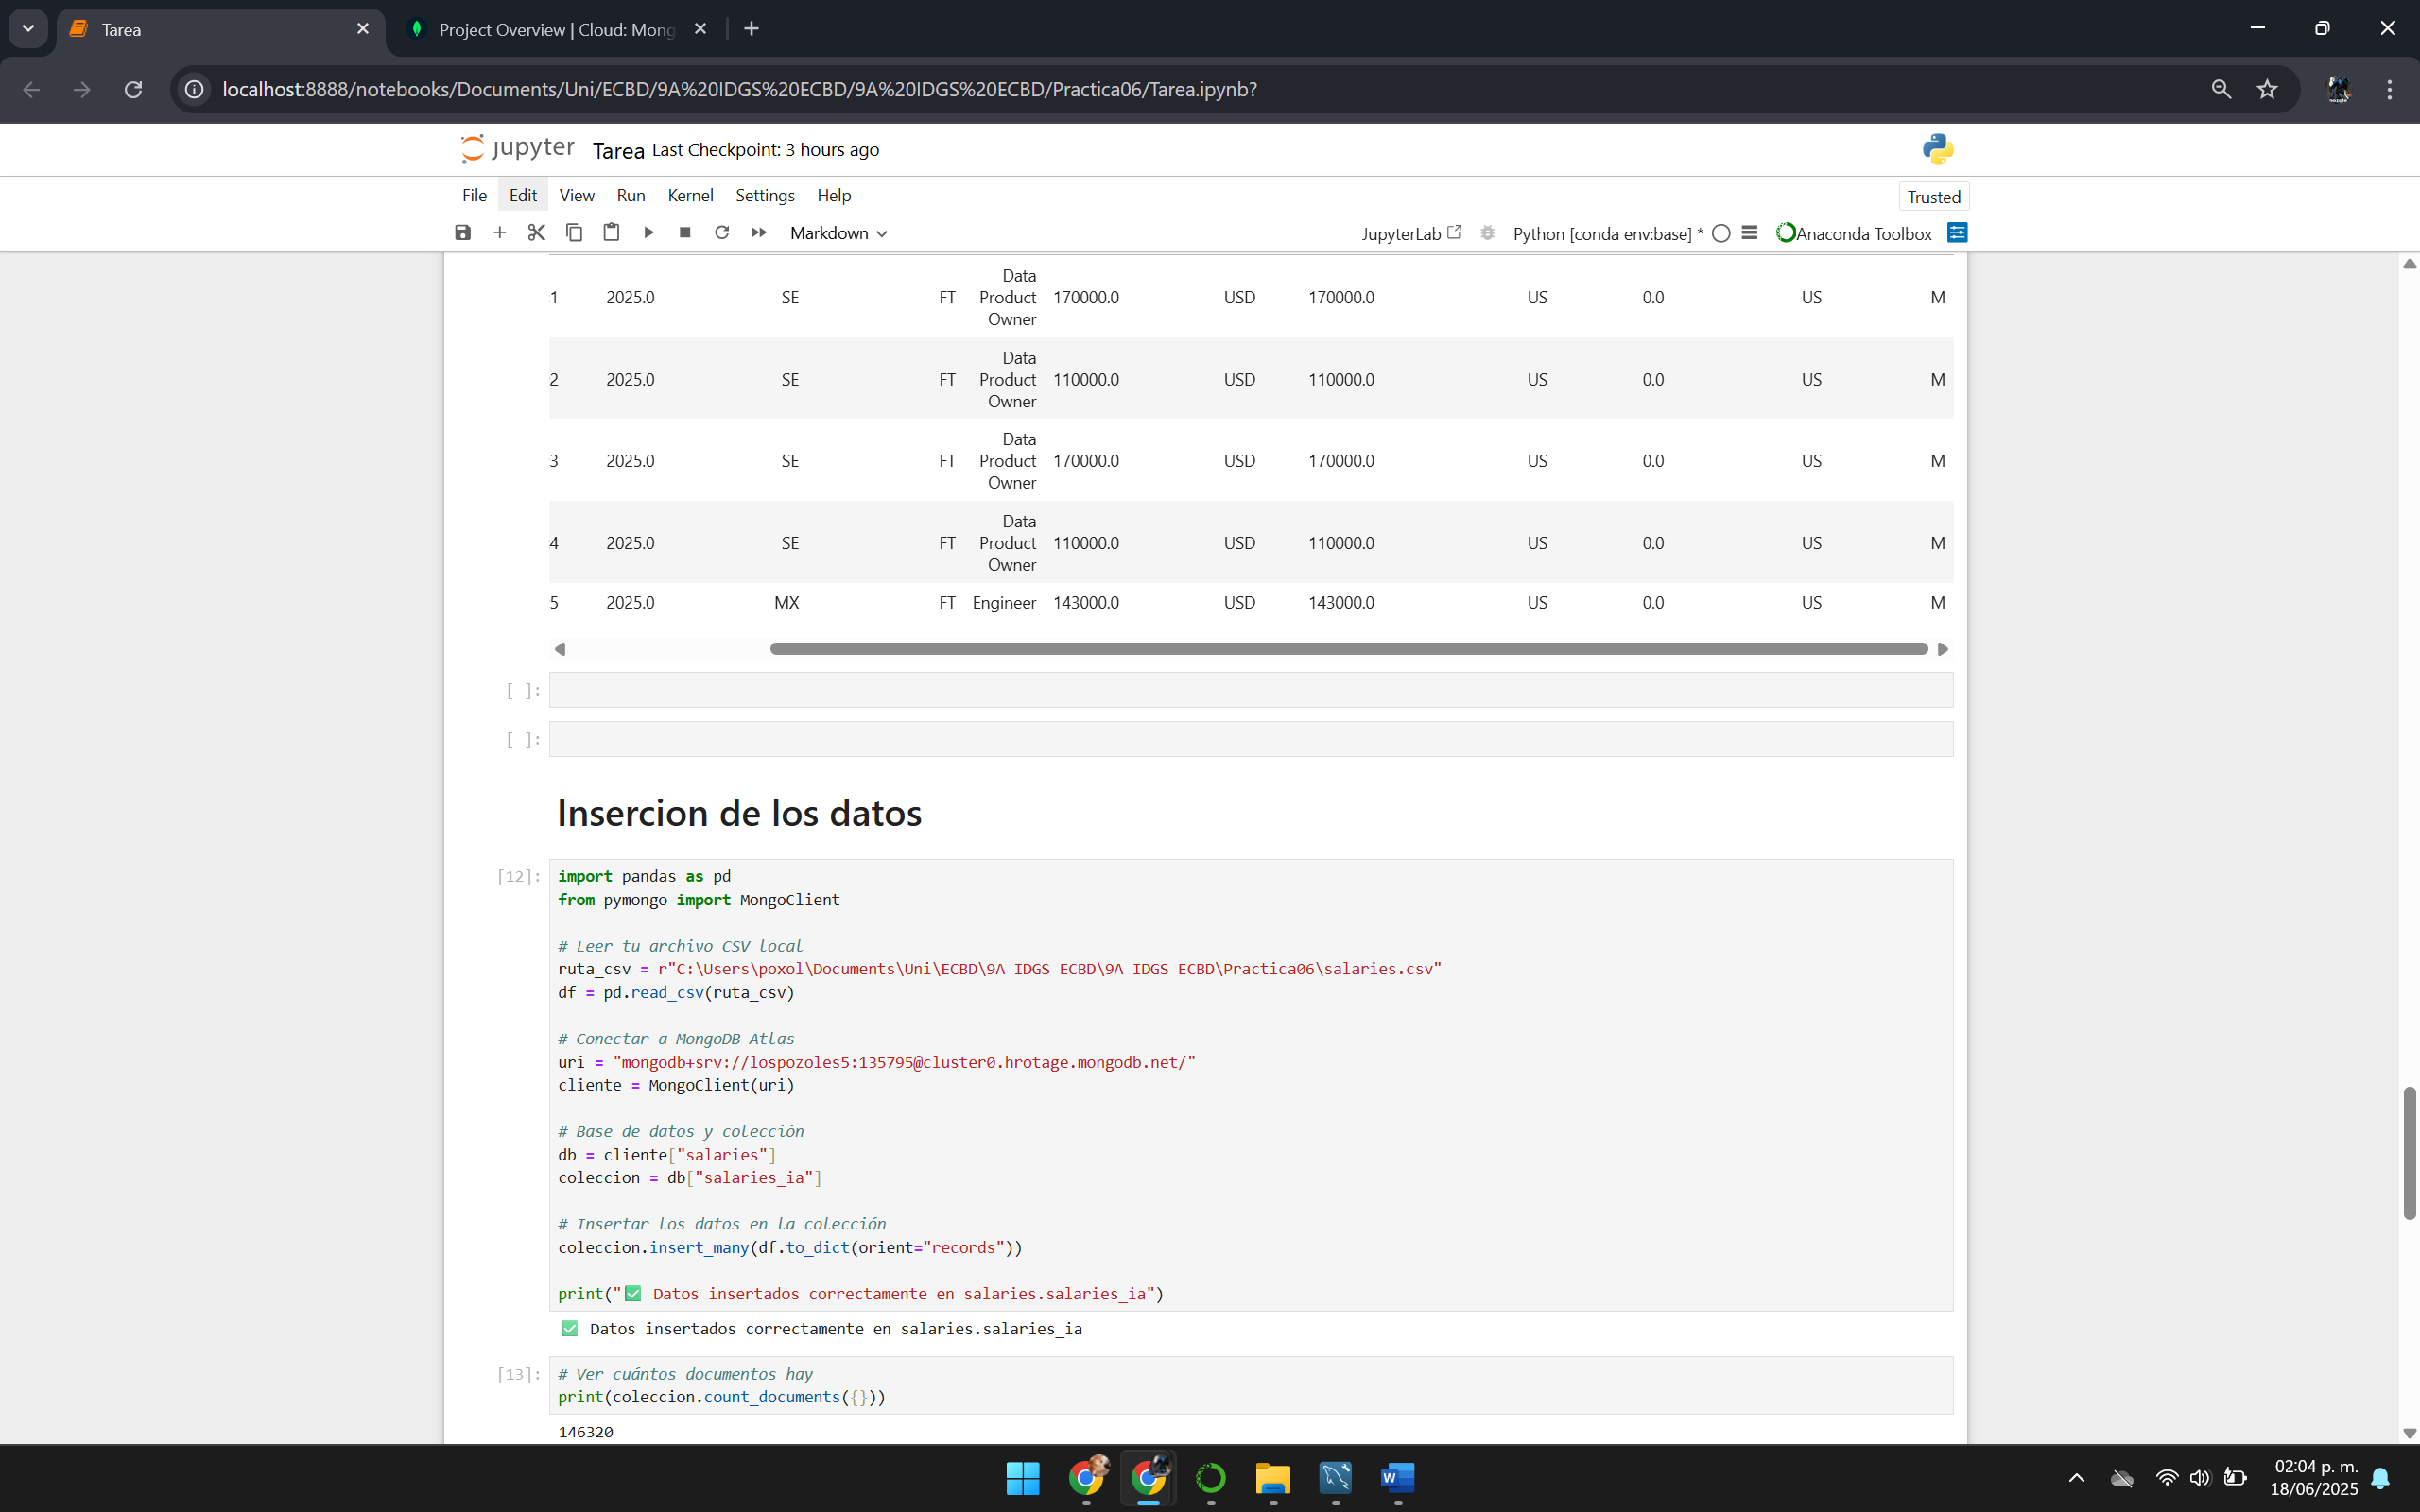 Tarea
Project Overview | Cloud: Mong
localhost:8888/notebooks/Documents/Uni/ECBD/9A%20IDGS%20ECBD/9A%20IDGS%20ECBD/Practica06/Tarea.ipynb?
jupyter Tarea Last Checkpoint: 3 hours ago
File Edit View Run Kernel Settings Help Trusted
Markdown JupyterLab Python [conda env:base] * Anaconda Toolbox
1 2025.0 SE FT Data Product Owner 170000.0 USD 170000.0 US 0.0 US M
2 2025.0 SE FT Data Product Owner 110000.0 USD 110000.0 US 0.0 US M
3 2025.0 SE FT Data Product Owner 170000.0 USD 170000.0 US 0.0 US M
4 2025.0 SE FT Data Product Owner 110000.0 USD 110000.0 US 0.0 US M
5 2025.0 MX FT Engineer 143000.0 USD 143000.0 US 0.0 US M
[ ]:
[ ]:
Insercion de los datos
[12]: import pandas as pd
from pymongo import MongoClient
# Leer tu archivo CSV local
ruta_csv = r"C:\Users\poxol\Documents\Uni\ECBD\9A IDGS ECBD\9A IDGS ECBD\Practica06\salaries.csv"
df = pd.read_csv(ruta_csv)
# Conectar a MongoDB Atlas
uri = "mongodb+srv://lospozoles5:135795@cluster0.hrotage.mongodb.net/"
cliente = MongoClient(uri)
# Base de datos y colección
db = cliente["salaries"]
coleccion = db["salaries_ia"]
# Insertar los datos en la colección
coleccion.insert_many(df.to_dict(orient="records"))
print("✅ Datos insertados correctamente en salaries.salaries_ia")
✅ Datos insertados correctamente en salaries.salaries_ia
[13]: # Ver cuántos documentos hay
print(coleccion.count_documents({}))
146320
02:04 p. m.
18/06/2025